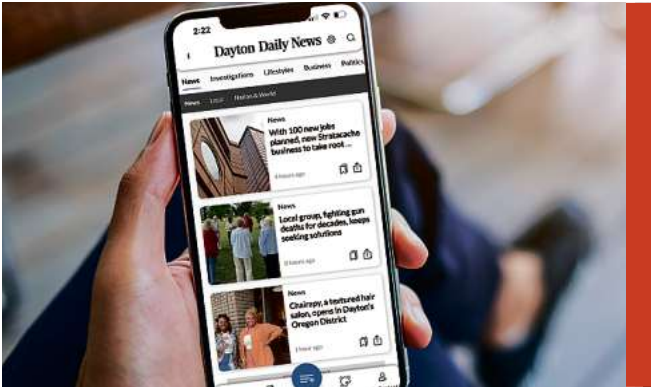 2:22
Dayton Daily News
News Investigations Lifestyles Business Politics
News Local Nation & World
News
With 100 new jobs
planned, new Stratacache
business to take root ...
News
Local group, fighting gun
deaths for decades, keeps
seeking solutions
News
Chairapy, a textured hair
salon, opens in Dayton's
Oregon District
1 hour ago